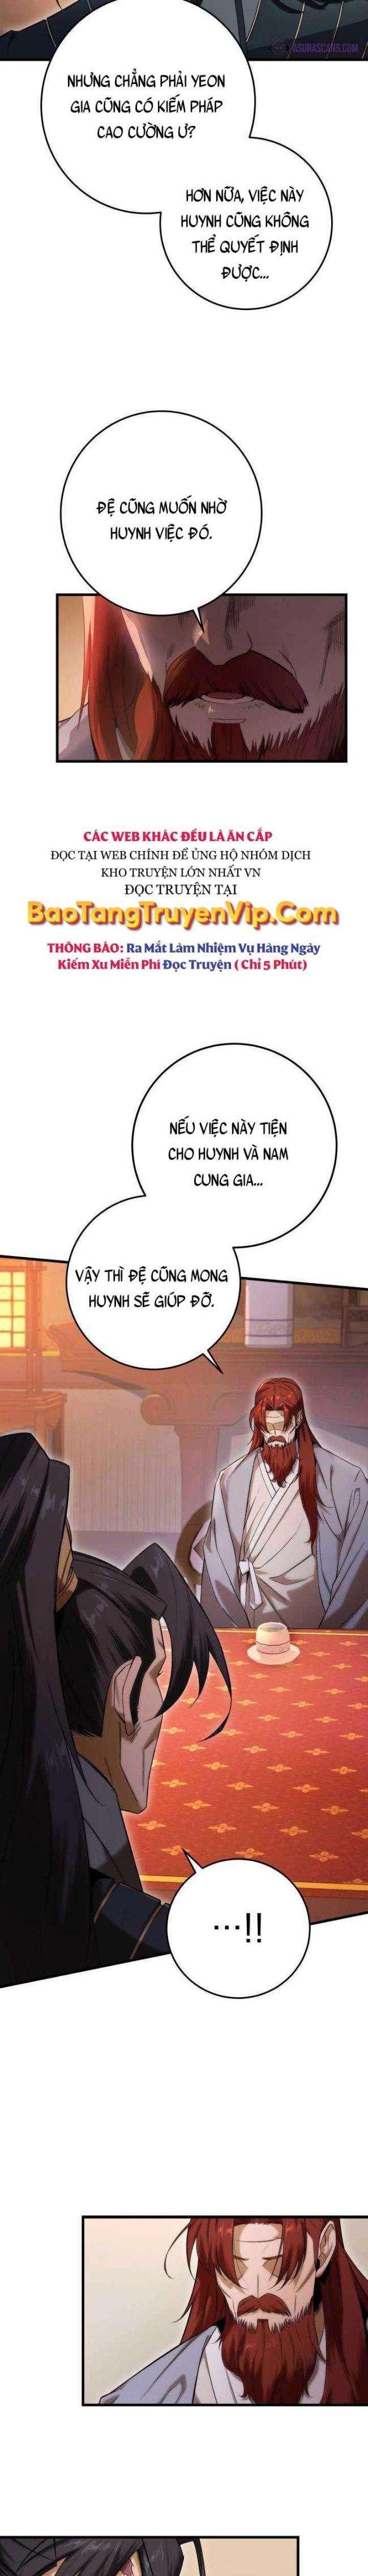 ASURASCANS.COM
NHƯNG CHẲNG PHẢI YEON
GIA CŨNG CÓ KIẾM PHÁP
CAO CƯỜNG Ư?
HƠN NỮA, VIỆC NÀY
HUYNH CŨNG KHÔNG
THỂ QUYẾT ĐỊNH
ĐƯỢC...
ĐỆ CŨNG MUỐN NHỜ
HUYNH VIỆC ĐÓ.
CÁC WEB KHÁC ĐỀU LÀ ĂN CẮP
ĐỌC TẠI WEB CHÍNH ĐỂ ỦNG HỘ NHÓM DỊCH
KHO TRUYỆN LỚN NHẤT VN
ĐỌC TRUYỆN TẠI
BaoTangTruyenVip.Com
THÔNG BÁO: Ra Mắt Làm Nhiệm Vụ Hàng Ngày
Kiếm Xu Miễn Phí Đọc Truyện ( Chỉ 5 Phút)
NẾU VIỆC NÀY TIỆN
CHO HUYNH VÀ NAM
CUNG GIA...
VẬY THÌ ĐỆ CŨNG MONG
HUYNH SẼ GIÚP ĐỠ.
...!!